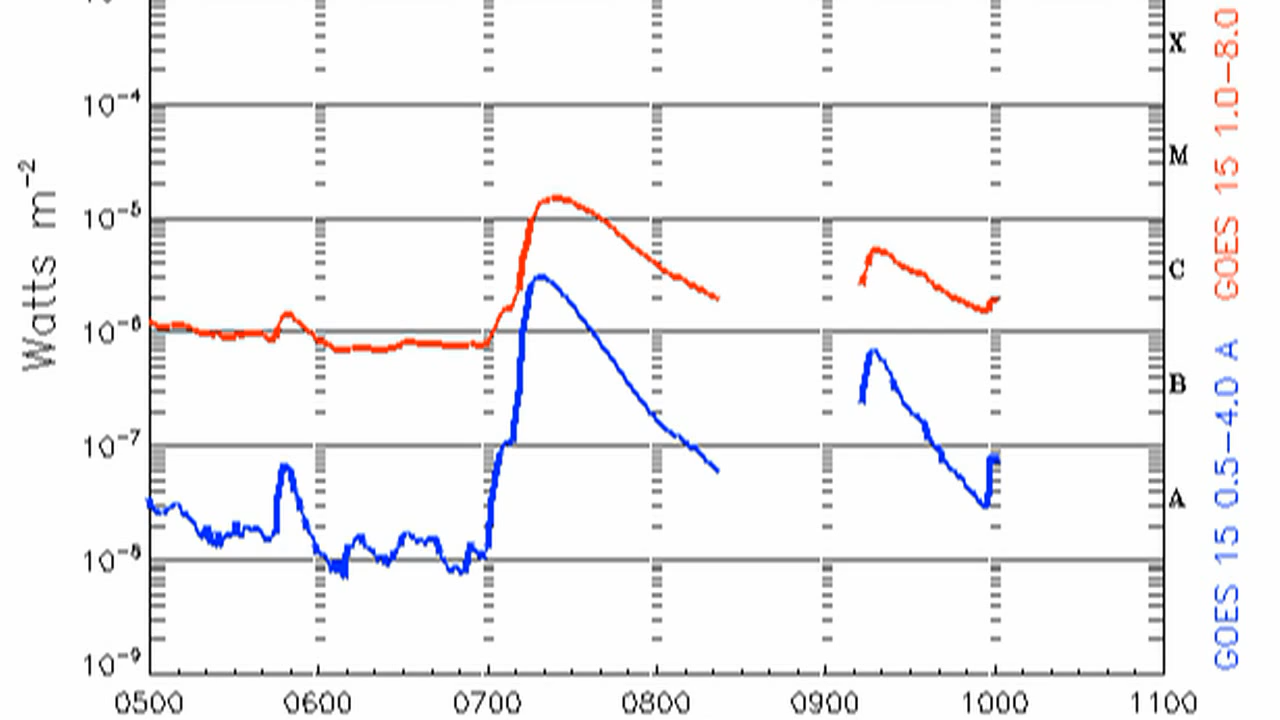 X
10⁻⁴
M
10⁻⁵
C
10⁻⁶
B
10⁻⁷
A
10⁻⁸
10⁻⁹
0500 0600 0700 0800 0900 1000 1100
Watts m⁻²
GOES 15 1.0–8.0
GOES 15 0.5–4.0 A